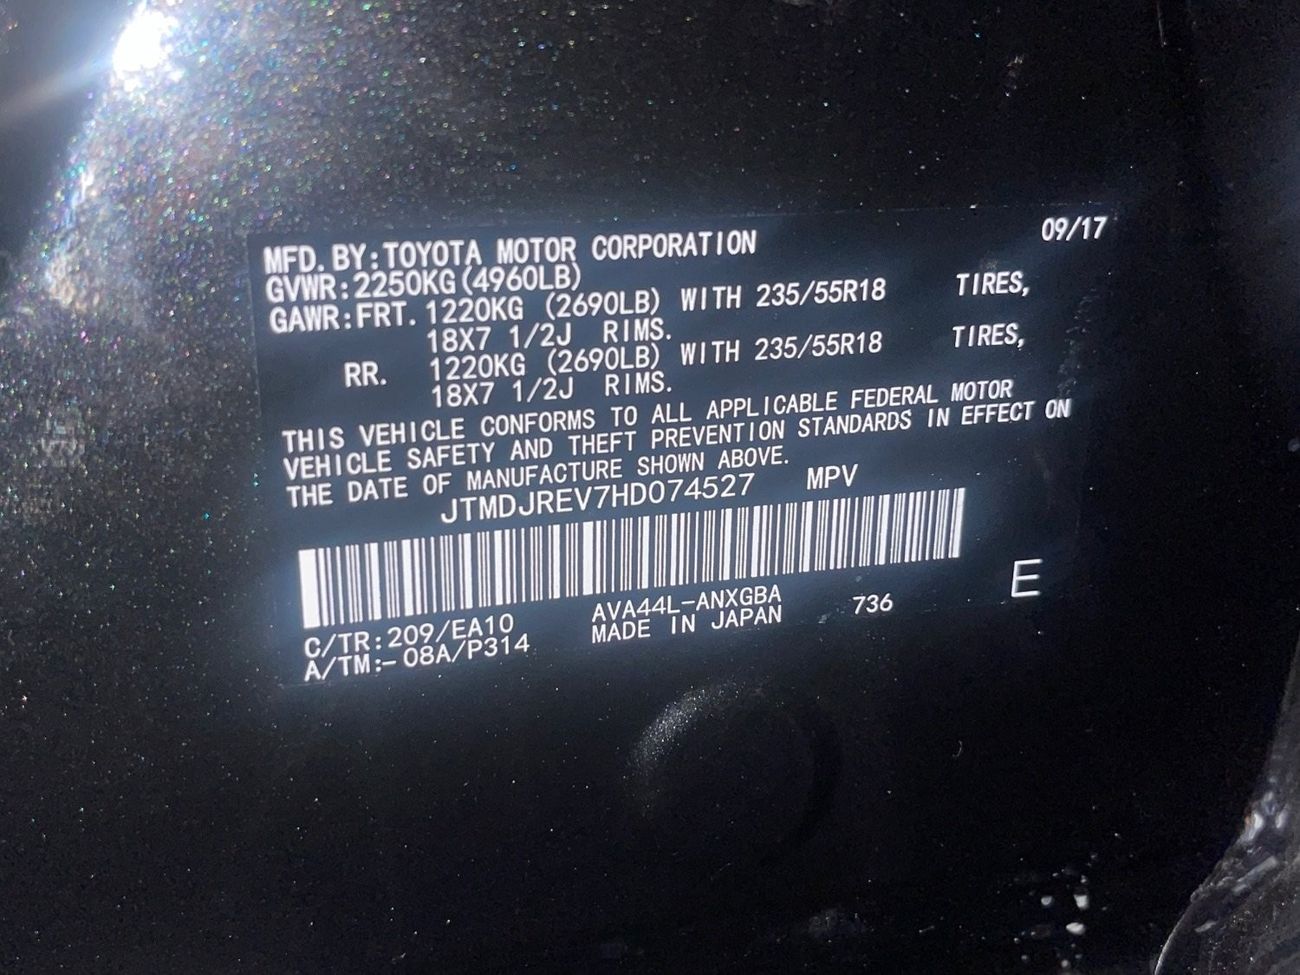 09/17
MFD. BY: TOYOTA MOTOR CORPORATION
GVWR: 2250KG (4960LB)
GAWR: FRT. 1220KG (2690LB) WITH 235/55R18 TIRES,
18X7 1/2J RIMS.
RR. 1220KG (2690LB) WITH 235/55R18 TIRES,
18X7 1/2J RIMS.
THIS VEHICLE CONFORMS TO ALL APPLICABLE FEDERAL MOTOR
VEHICLE SAFETY AND THEFT PREVENTION STANDARDS IN EFFECT ON
THE DATE OF MANUFACTURE SHOWN ABOVE.
JTMDJREV7HD074527 MPV
C/TR: 209/EA10 AVA44L-ANXGBA 736 E
A/TM:-08A/P314 MADE IN JAPAN